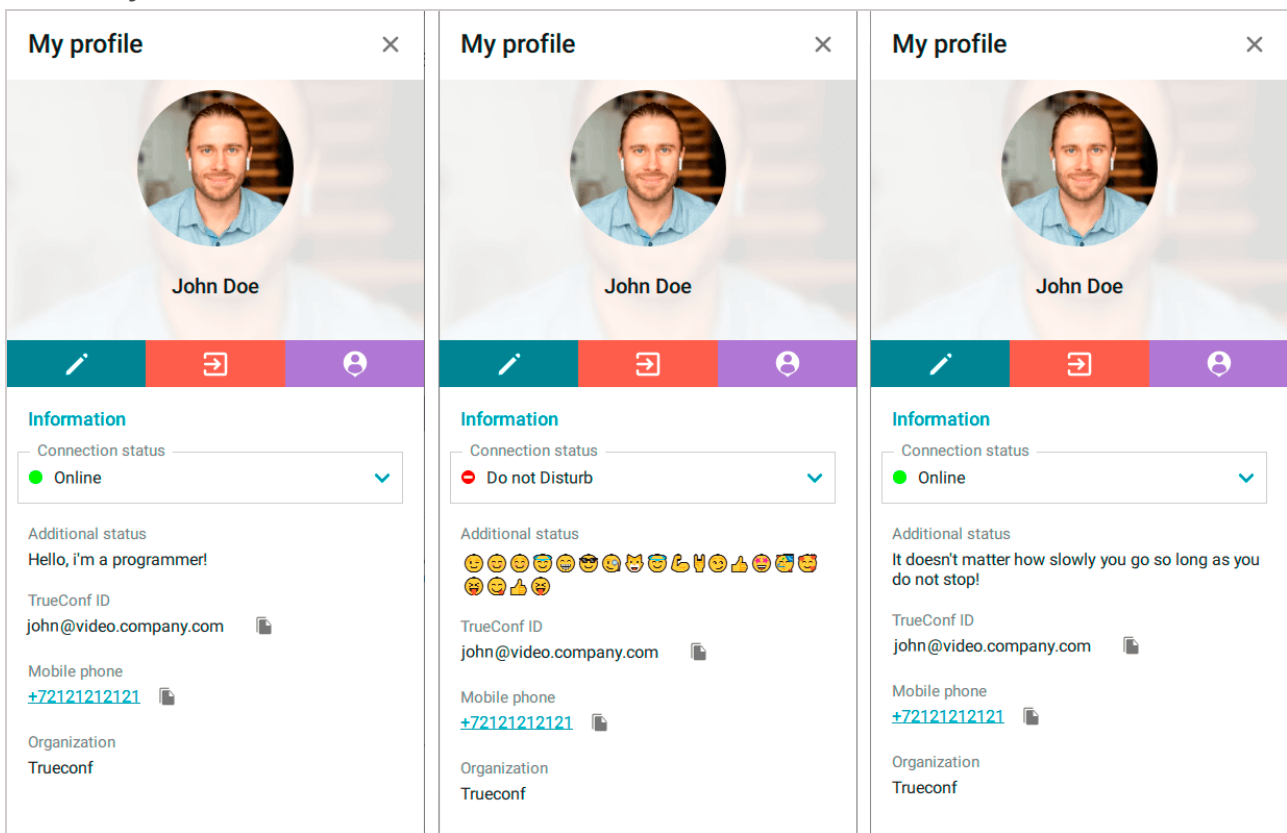 My profile
John Doe
Information
Connection status
Online
Additional status
Hello, i'm a programmer!
TrueConf ID
john@video.company.com
Mobile phone
+72121212121
Organization
Trueconf
My profile
John Doe
Information
Connection status
Do not Disturb
Additional status
TrueConf ID
john@video.company.com
Mobile phone
+72121212121
Organization
Trueconf
My profile
John Doe
Information
Connection status
Online
Additional status
It doesn't matter how slowly you go so long as you
do not stop!
TrueConf ID
john@video.company.com
Mobile phone
+72121212121
Organization
Trueconf